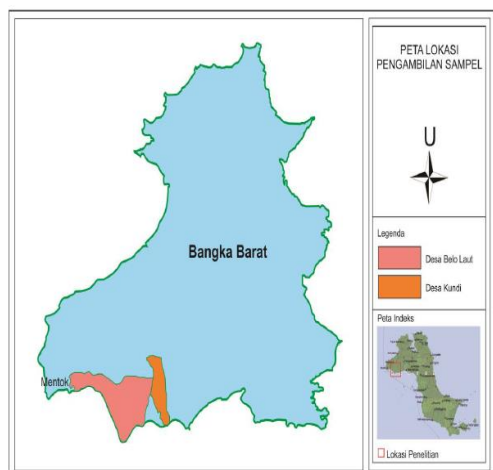 PETA LOKASI
PENGAMBILAN SAMPEL
U
Bangka Barat
Mentok
Legenda
Desa Belo Laut
Desa Kundi
Peta Indeks
Lokasi Penelitian